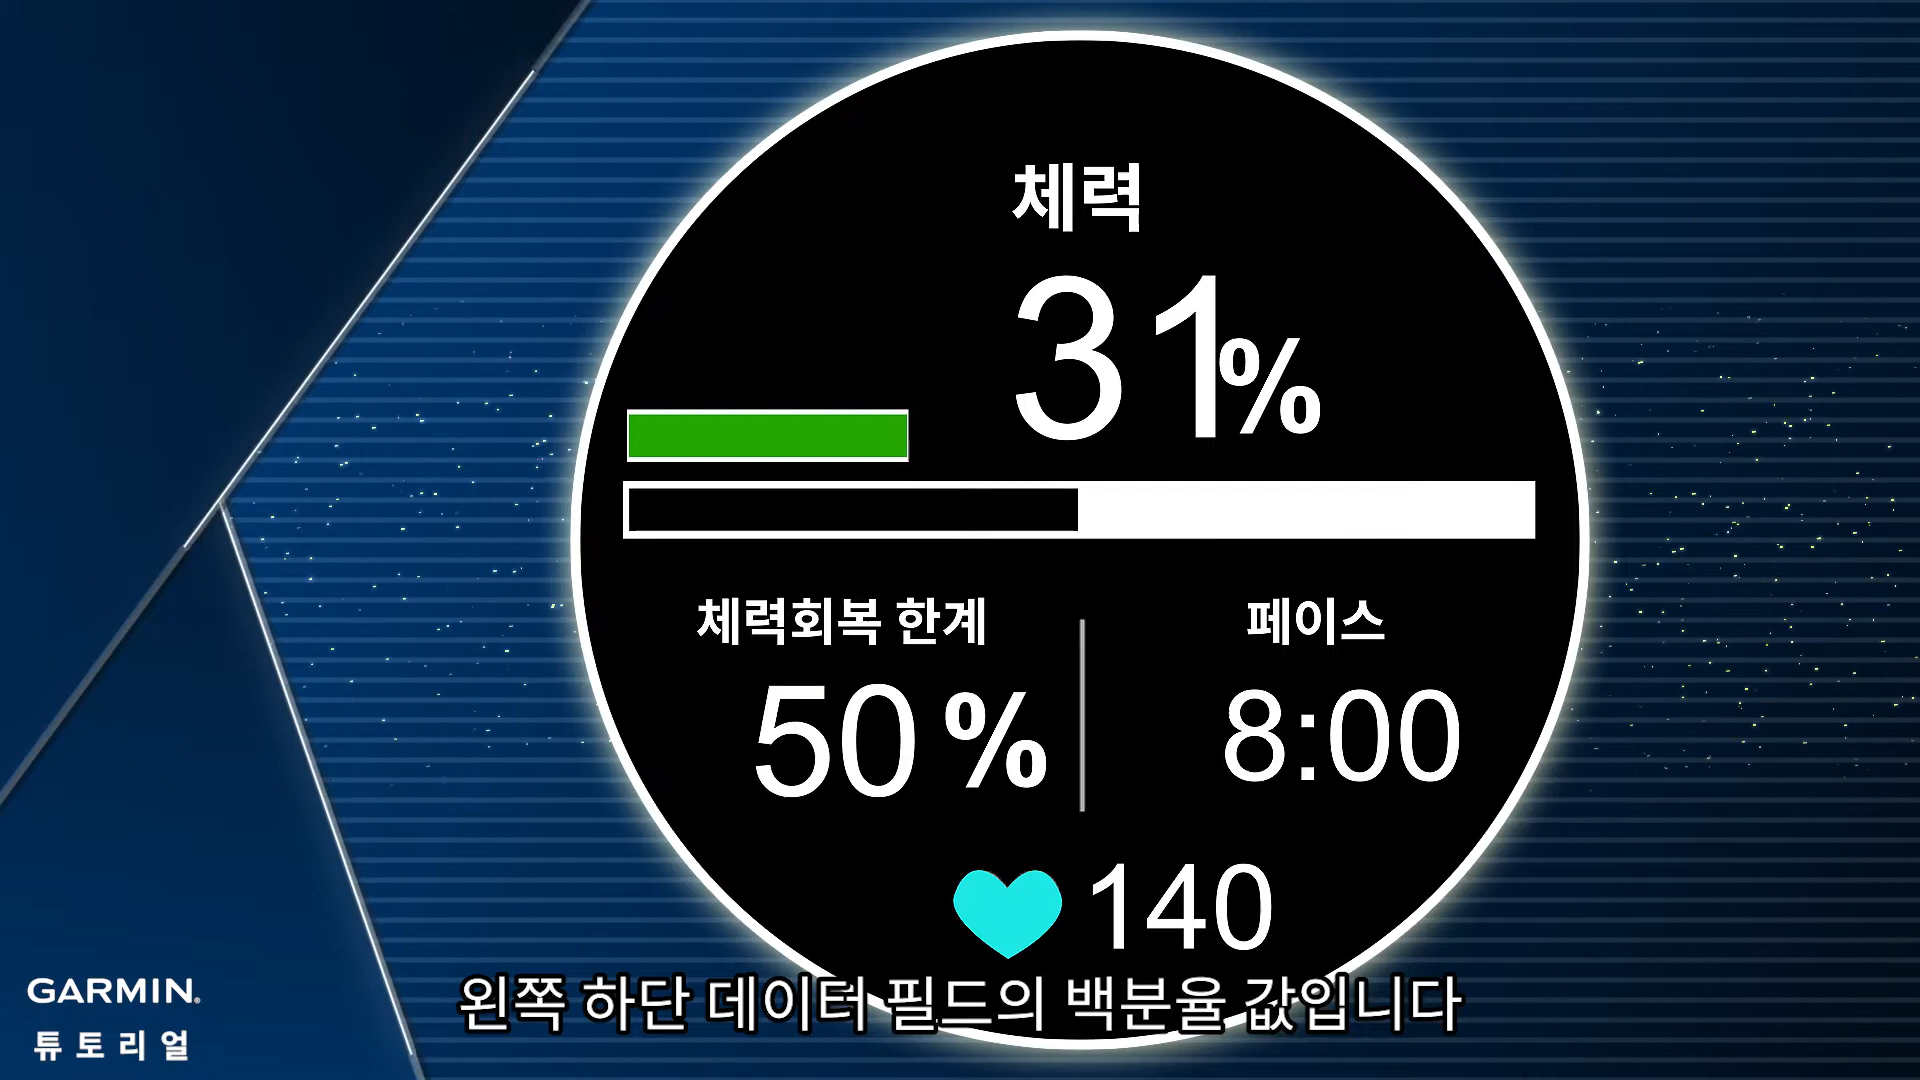 체력
31%
체력회복 한계
페이스
50 %
8:00
140
왼쪽 하단 데이터 필드의 백분율 값입니다
GARMIN®
튜토리얼